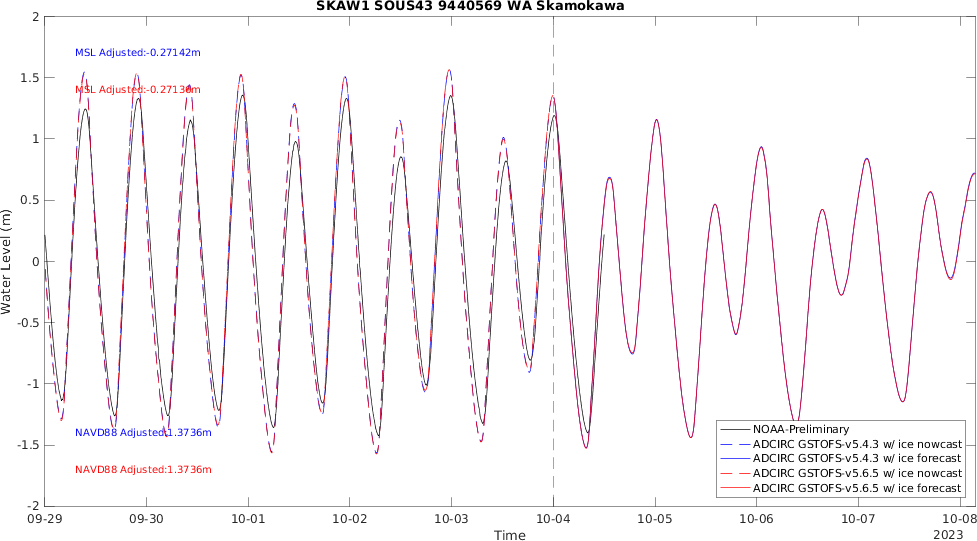 SKAW1 SOUS43 9440569 WA Skamokawa
MSL Adjusted:-0.27142m
MSL Adjusted:-0.27136m
NAVD88 Adjusted:1.3736m
NAVD88 Adjusted:1.3736m
Water Level (m)
2
1.5
1
0.5
0
-0.5
-1
-1.5
-2
09-29
09-30
10-01
10-02
10-03
10-04
10-05
10-06
10-07
10-08
Time
2023
NOAA-Preliminary
ADCIRC GSTOFS-v5.4.3 w/ ice nowcast
ADCIRC GSTOFS-v5.4.3 w/ ice forecast
ADCIRC GSTOFS-v5.6.5 w/ ice nowcast
ADCIRC GSTOFS-v5.6.5 w/ ice forecast